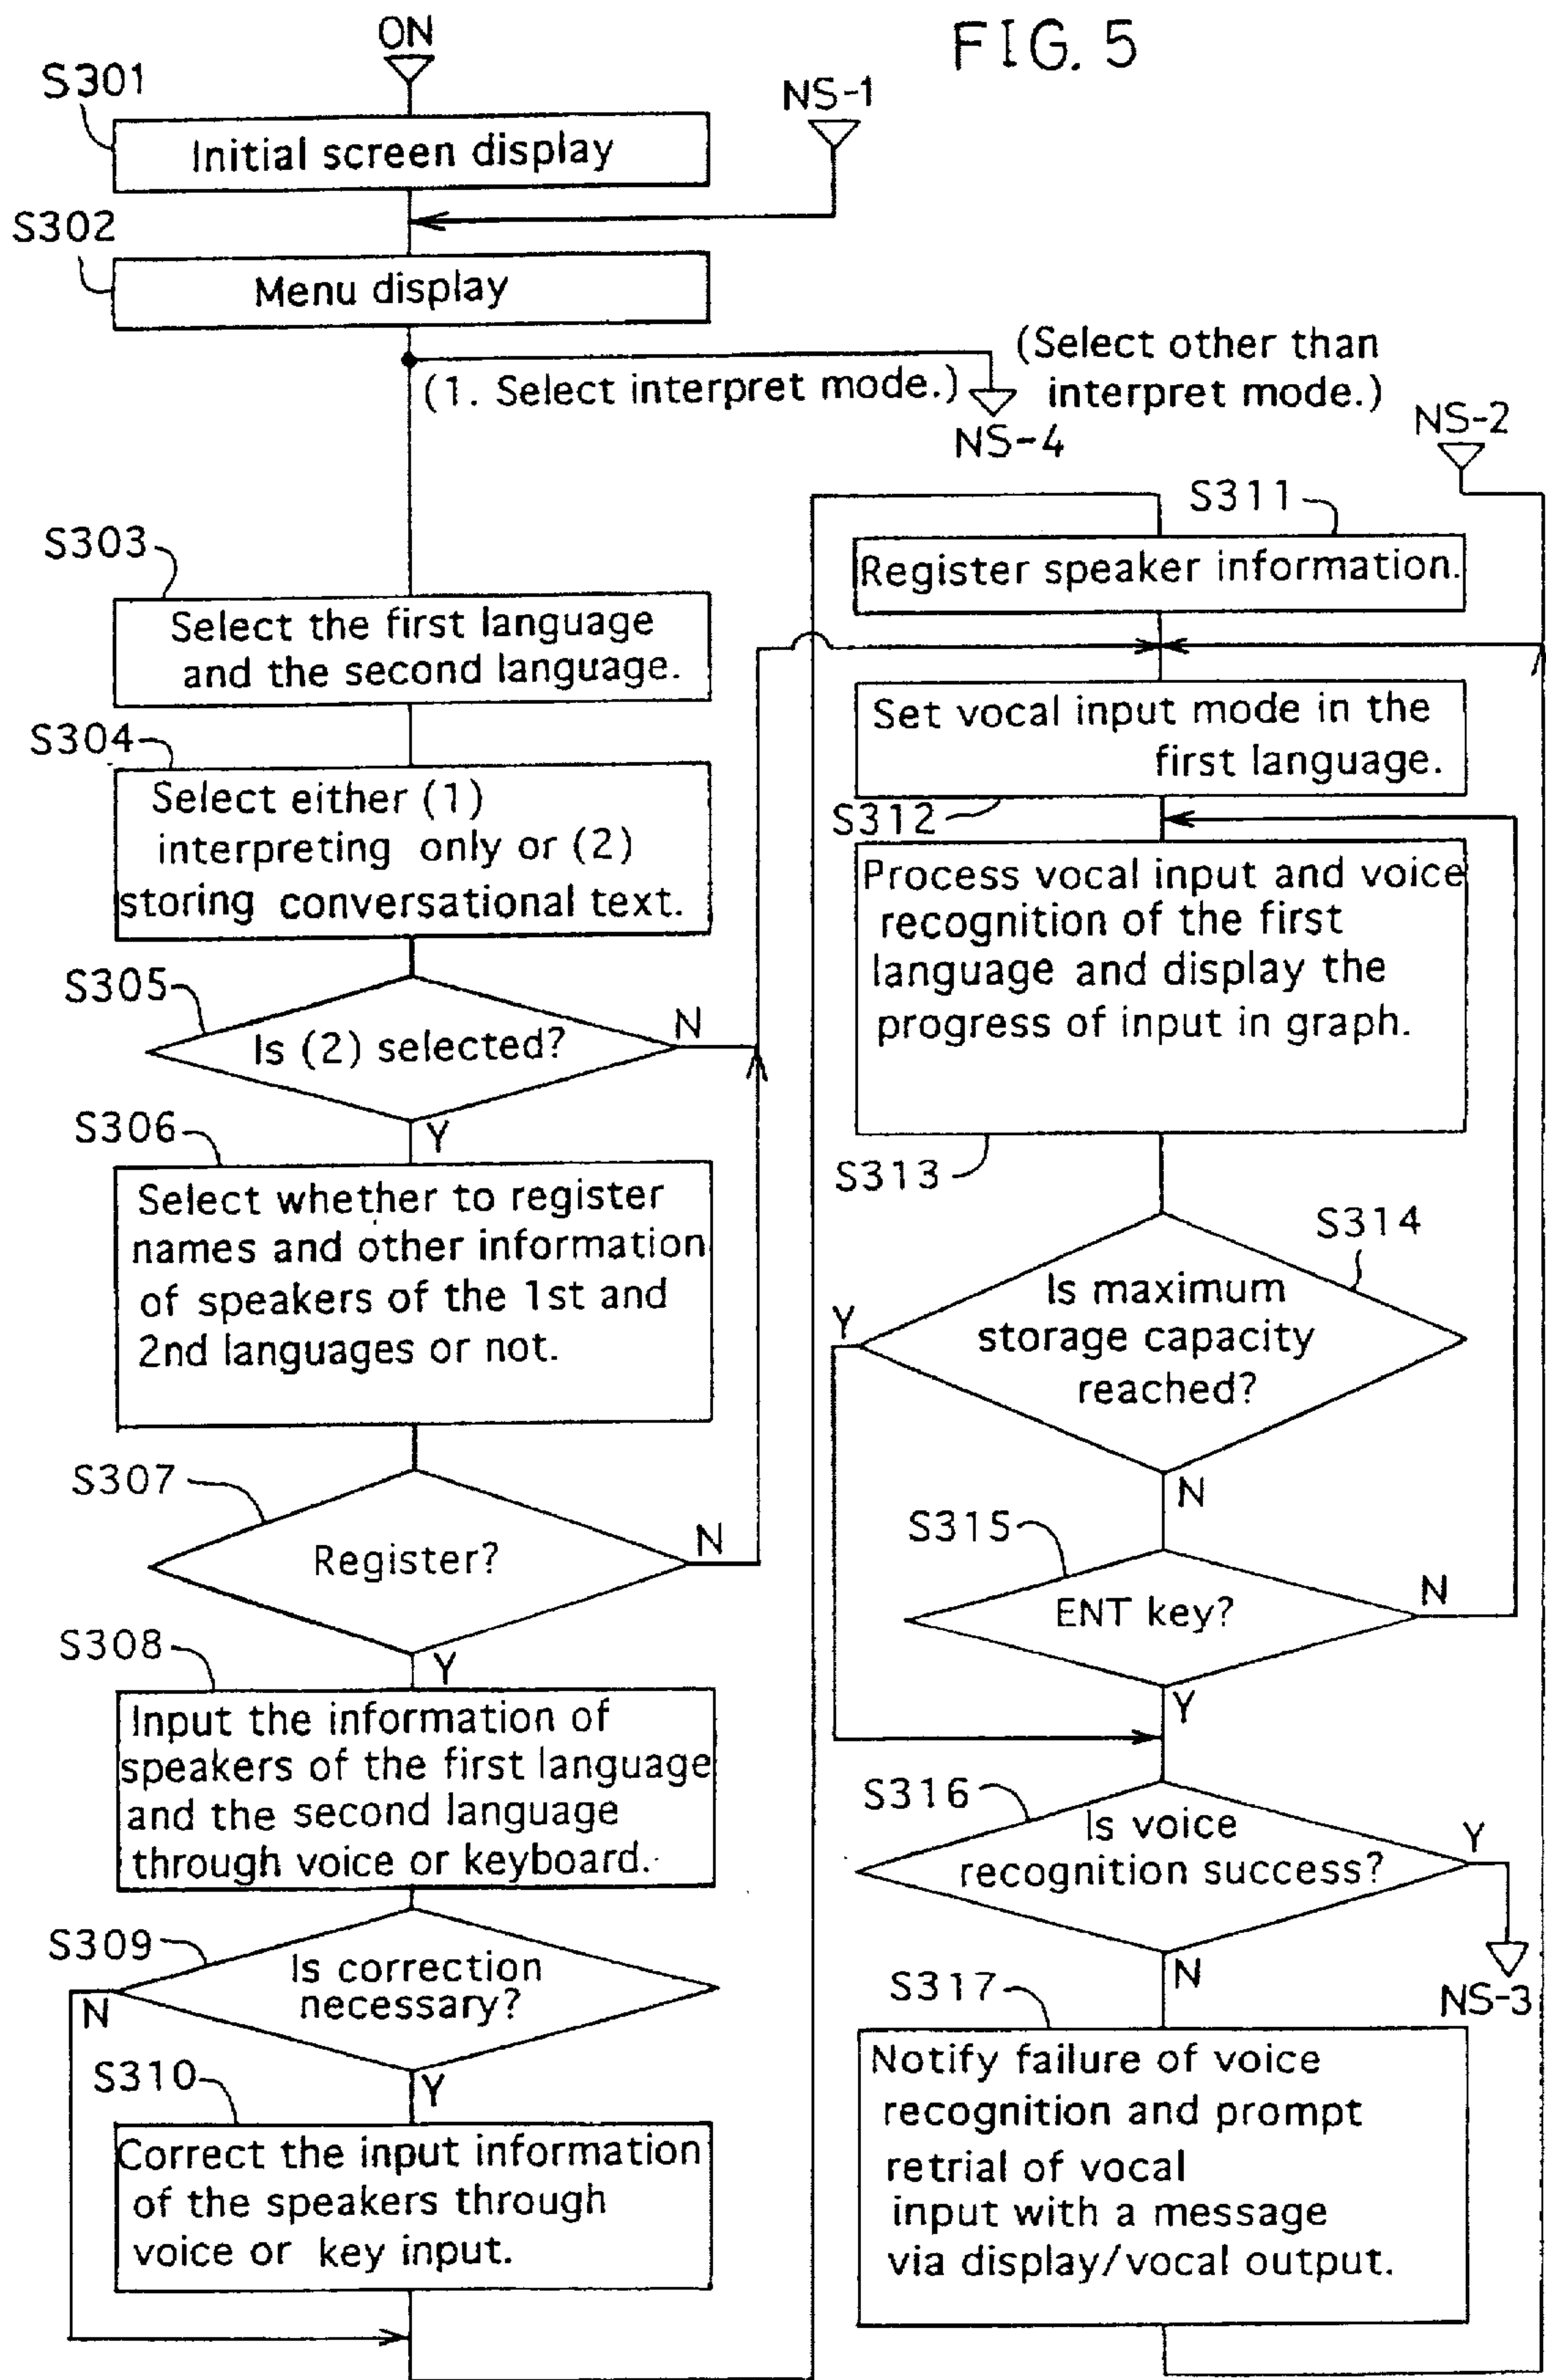 FIG. 5
ON
S301
Initial screen display
NS-1
S302
Menu display
(1. Select interpret mode.)
(Select other than
interpret mode.)
NS-4
S303
Select the first language
and the second language.
S304
Select either (1)
interpreting only or (2)
storing conversational text.
S305
Is (2) selected?
N
Y
S306
Select whether to register
names and other information
of speakers of the 1st and
2nd languages or not.
S307
Register?
N
Y
S308
Input the information of
speakers of the first language
and the second language
through voice or keyboard.
S309
Is correction
necessary?
N
Y
S310
Correct the input information
of the speakers through
voice or key input.
NS-2
S311
Register speaker information.
Set vocal input mode in the
first language.
S312
Process vocal input and voice
recognition of the first
language and display the
progress of input in graph.
S313
S314
Is maximum
storage capacity
reached?
Y
N
S315
ENT key?
N
Y
S316
Is voice
recognition success?
Y
N
NS-3
S317
Notify failure of voice
recognition and prompt
retrial of vocal
input with a message
via display/vocal output.